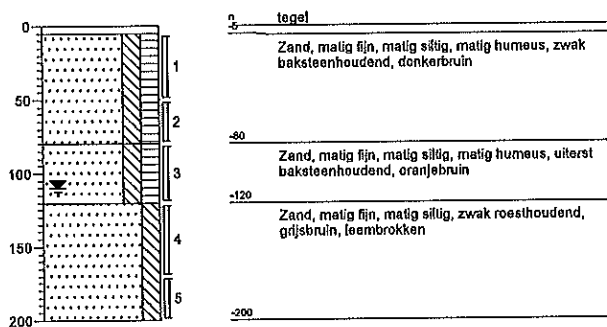 0
50
100
150
200
1
2
3
4
5
tegel
-5
Zand, matig fijn, matig siltig, matig humeus, zwak
baksteenhoudend, donkerbruin
-80
Zand, matig fijn, matig siltig, matig humeus, uiterst
baksteenhoudend, oranjebruin
-120
Zand, matig fijn, matig siltig, zwak roesthoudend,
grijsbruin, leembrokken
-200